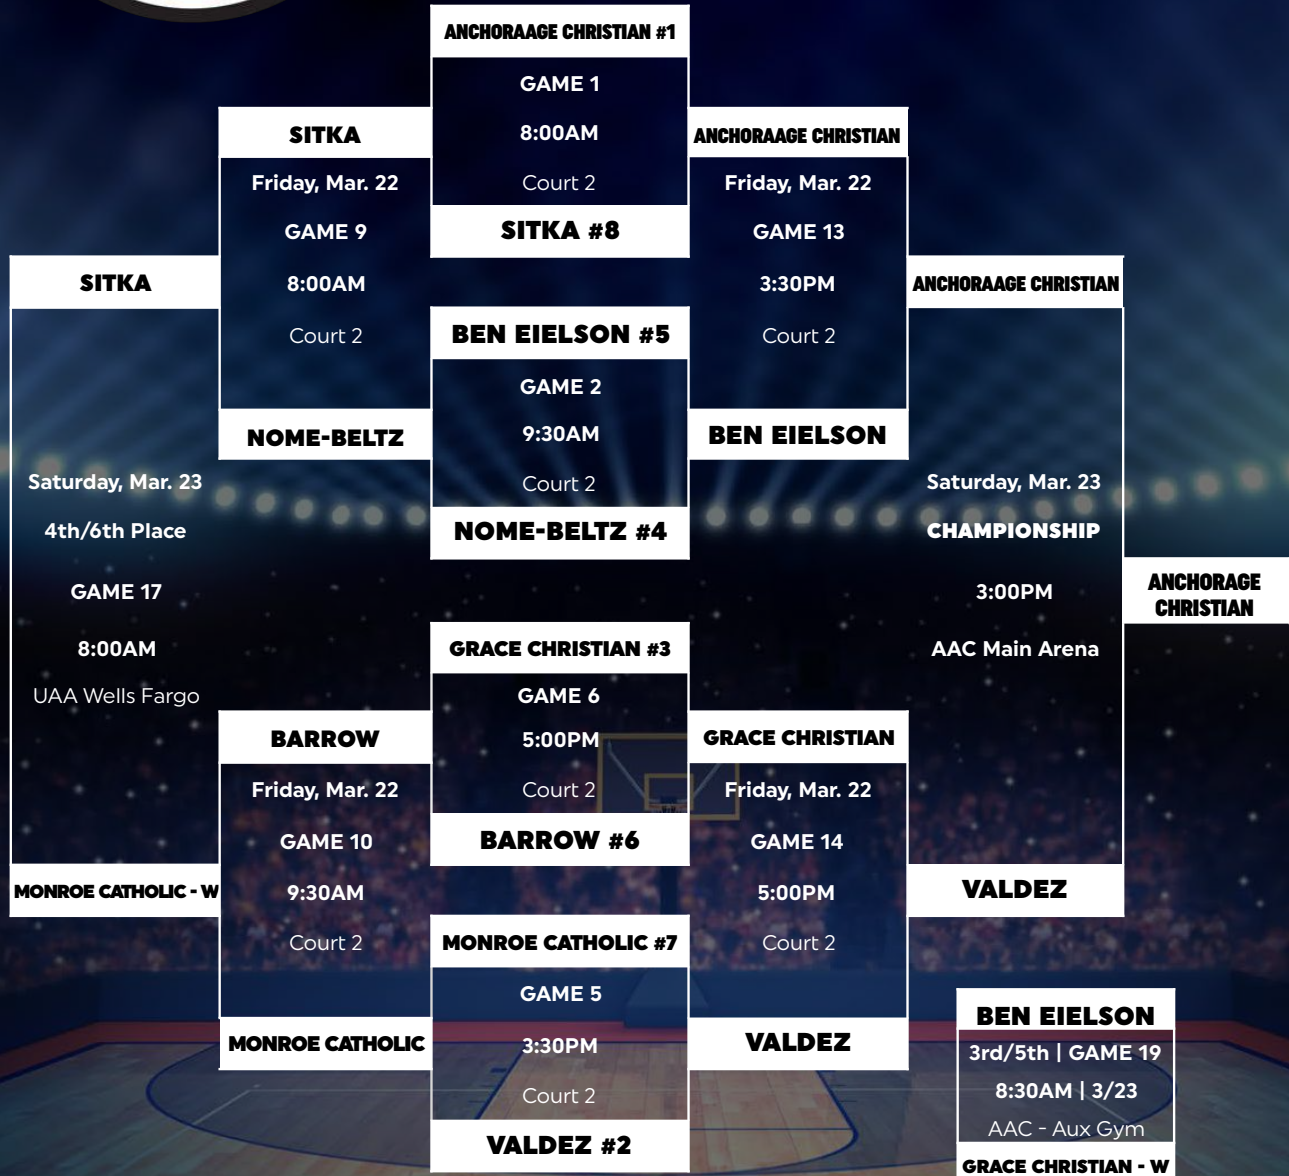 ANCHORAAGE CHRISTIAN #1
GAME 1
8:00AM
Court 2
SITKA #8
SITKA
Friday, Mar. 22
GAME 9
8:00AM
Court 2
NOME-BELTZ
ANCHORAAGE CHRISTIAN
Friday, Mar. 22
GAME 13
3:30PM
Court 2
BEN EIELSON
BEN EIELSON #5
GAME 2
9:30AM
Court 2
NOME-BELTZ #4
SITKA
Saturday, Mar. 23
4th/6th Place
GAME 17
8:00AM
UAA Wells Fargo
MONROE CATHOLIC - W
ANCHORAAGE CHRISTIAN
Saturday, Mar. 23
CHAMPIONSHIP
3:00PM
AAC Main Arena
VALDEZ
ANCHORAGE
CHRISTIAN
GRACE CHRISTIAN #3
GAME 6
5:00PM
Court 2
BARROW #6
BARROW
Friday, Mar. 22
GAME 10
9:30AM
Court 2
MONROE CATHOLIC
GRACE CHRISTIAN
Friday, Mar. 22
GAME 14
5:00PM
Court 2
VALDEZ
MONROE CATHOLIC #7
GAME 5
3:30PM
Court 2
VALDEZ #2
BEN EIELSON
3rd/5th | GAME 19
8:30AM | 3/23
AAC - Aux Gym
GRACE CHRISTIAN - W